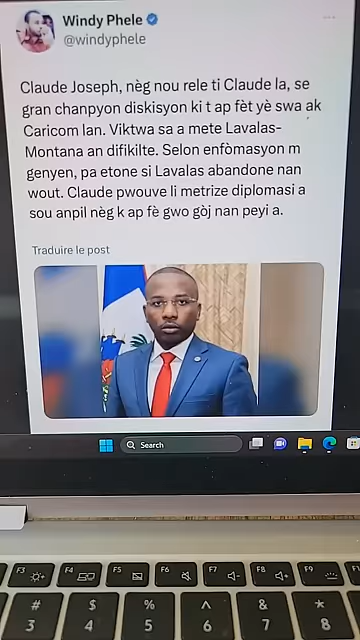 Windy Phele
@windyphele
Claude Joseph, nèg nou rele ti Claude la, se
gran chanpyon diskisyon ki t ap fèt yè swa ak
Caricom lan. Viktwa sa a mete Lavalas-
Montana an difikilte. Selon enfòmasyon m
genyen, pa etone si Lavalas abandone nan
wout. Claude pwouve li metrize diplomasi a
sou anpil nèg k ap fè gwo gòj nan peyi a.
Traduire le post
Search
F3 F4 F5 F6 F7 F8 F9
# $ % ^ & *
3 4 5 6 7 8